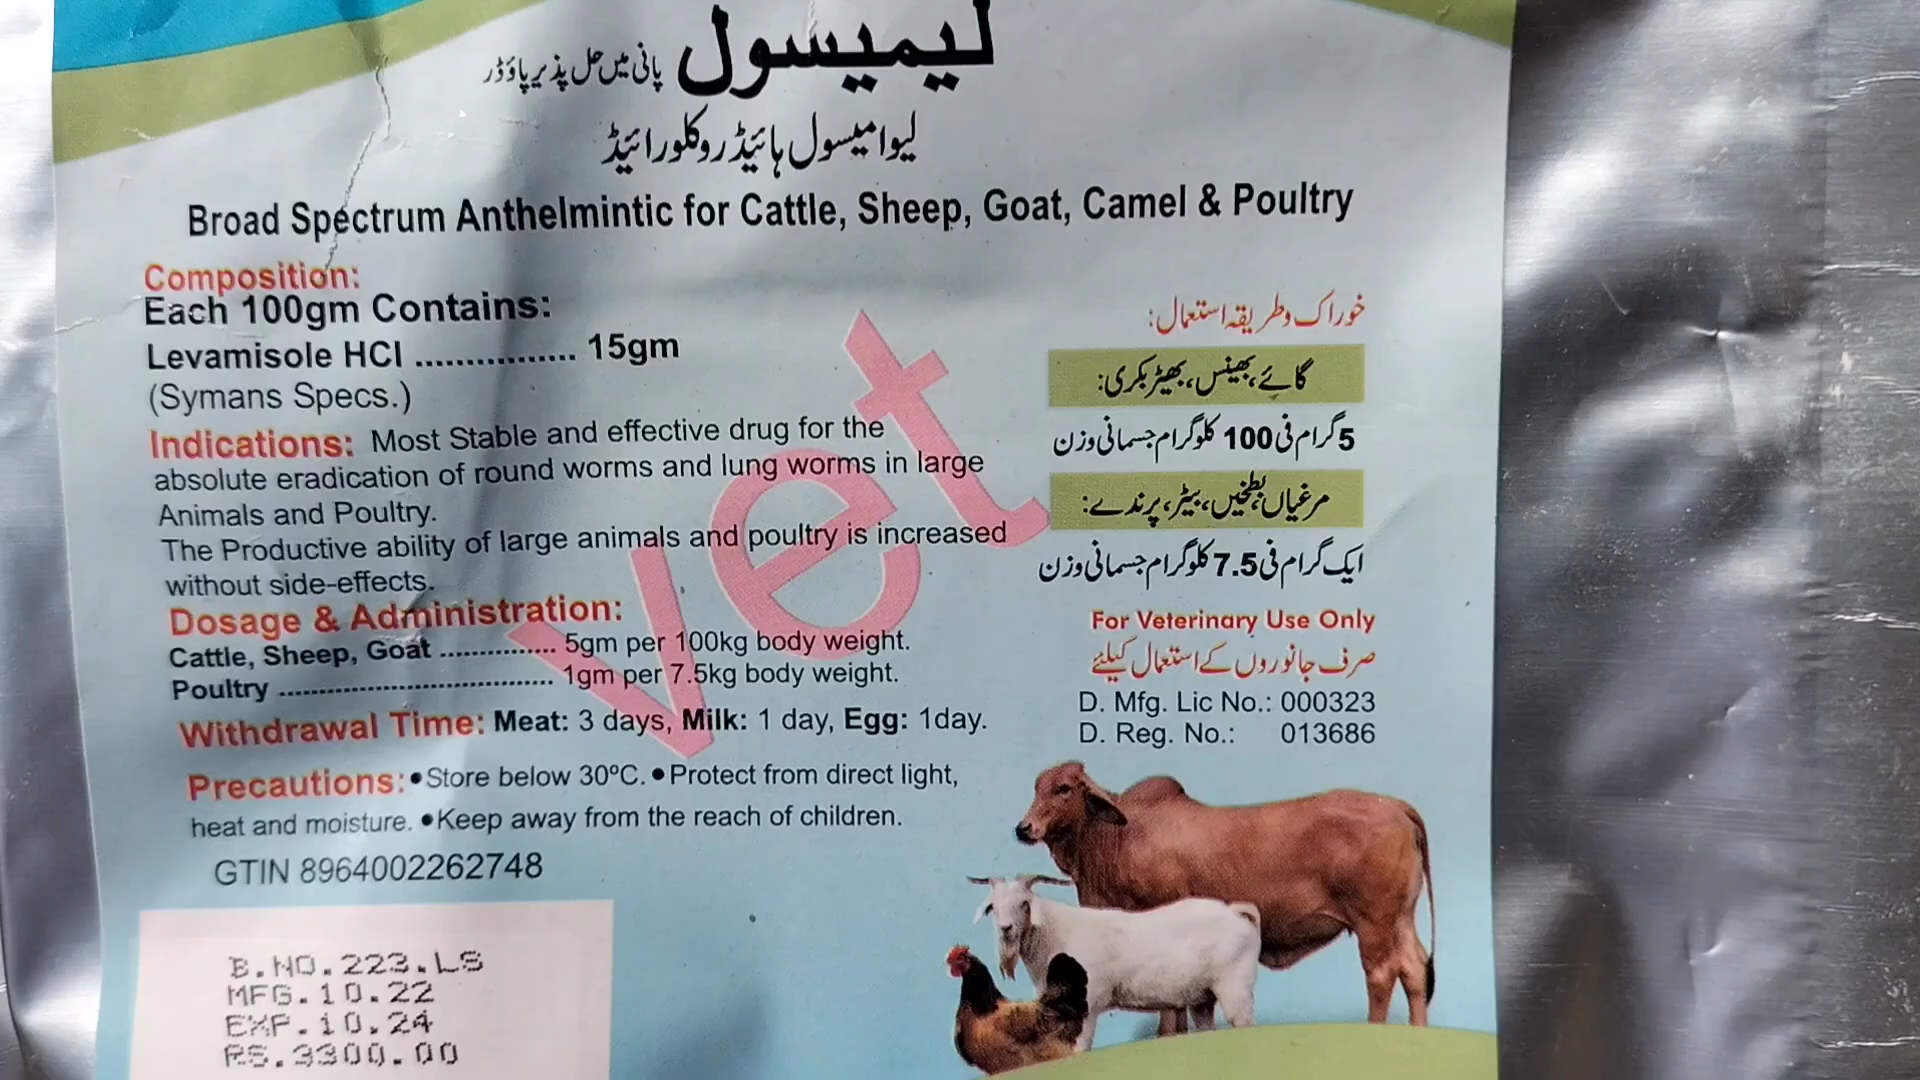 لیمیسول پانی میں حل پذیر پاؤڈر
لیوامیسول ہائیڈروکلورائیڈ
Broad Spectrum Anthelmintic for Cattle, Sheep, Goat, Camel & Poultry
Composition:
Each 100gm Contains:
Levamisole HCl ................ 15gm
(Symans Specs.)
Indications: Most Stable and effective drug for the
absolute eradication of round worms and lung worms in large
Animals and Poultry.
The Productive ability of large animals and poultry is increased
without side-effects.
Dosage & Administration:
Cattle, Sheep, Goat ............... 5gm per 100kg body weight.
Poultry ................................... 1gm per 7.5kg body weight.
Withdrawal Time: Meat: 3 days, Milk: 1 day, Egg: 1day.
Precautions: •Store below 30ºC. •Protect from direct light,
heat and moisture. •Keep away from the reach of children.
GTIN 8964002262748
خوراک و طریقہ استعمال:
گائے، بھینس، بھیڑ بکری:
5 گرام فی 100 کلوگرام جسمانی وزن
مرغیاں، بطخیں، بیٹر، پرندے:
ایک گرام فی 7.5 کلوگرام جسمانی وزن
For Veterinary Use Only
صرف جانوروں کے استعمال کیلئے
D. Mfg. Lic No.: 000323
D. Reg. No.: 013686
vet
B.NO.223.LS
MFG.10.22
EXP.10.24
RS.3300.00